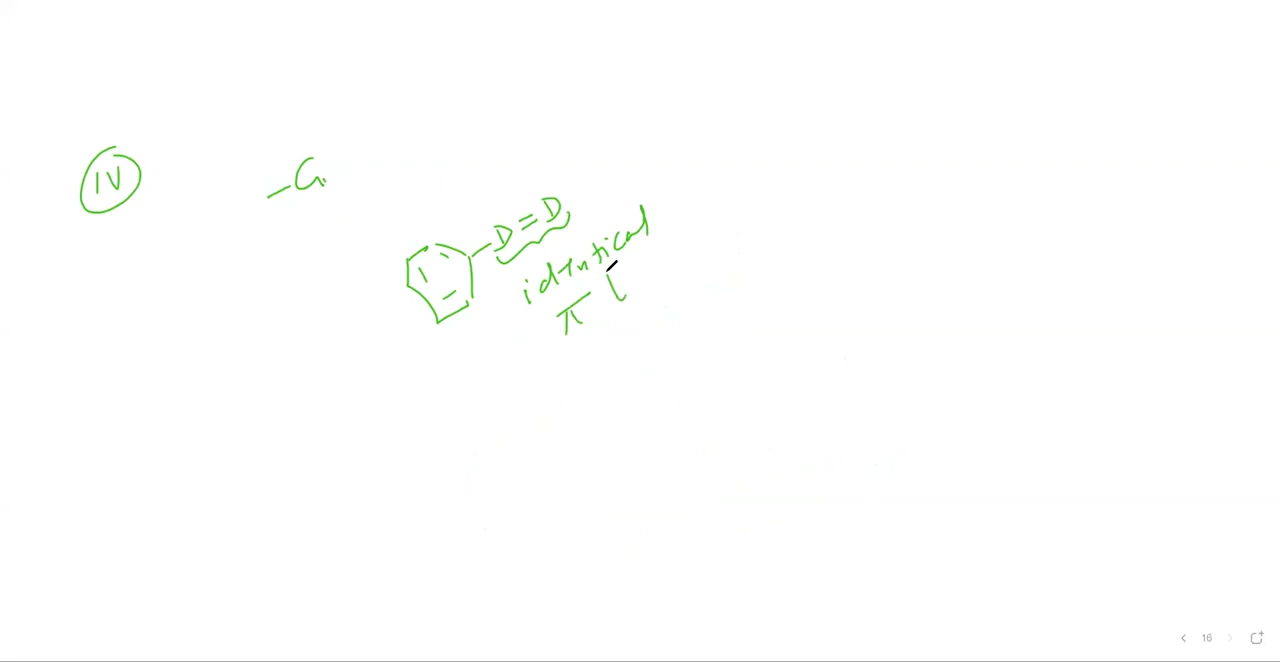 IV
-G
-D=D
identical
π
16